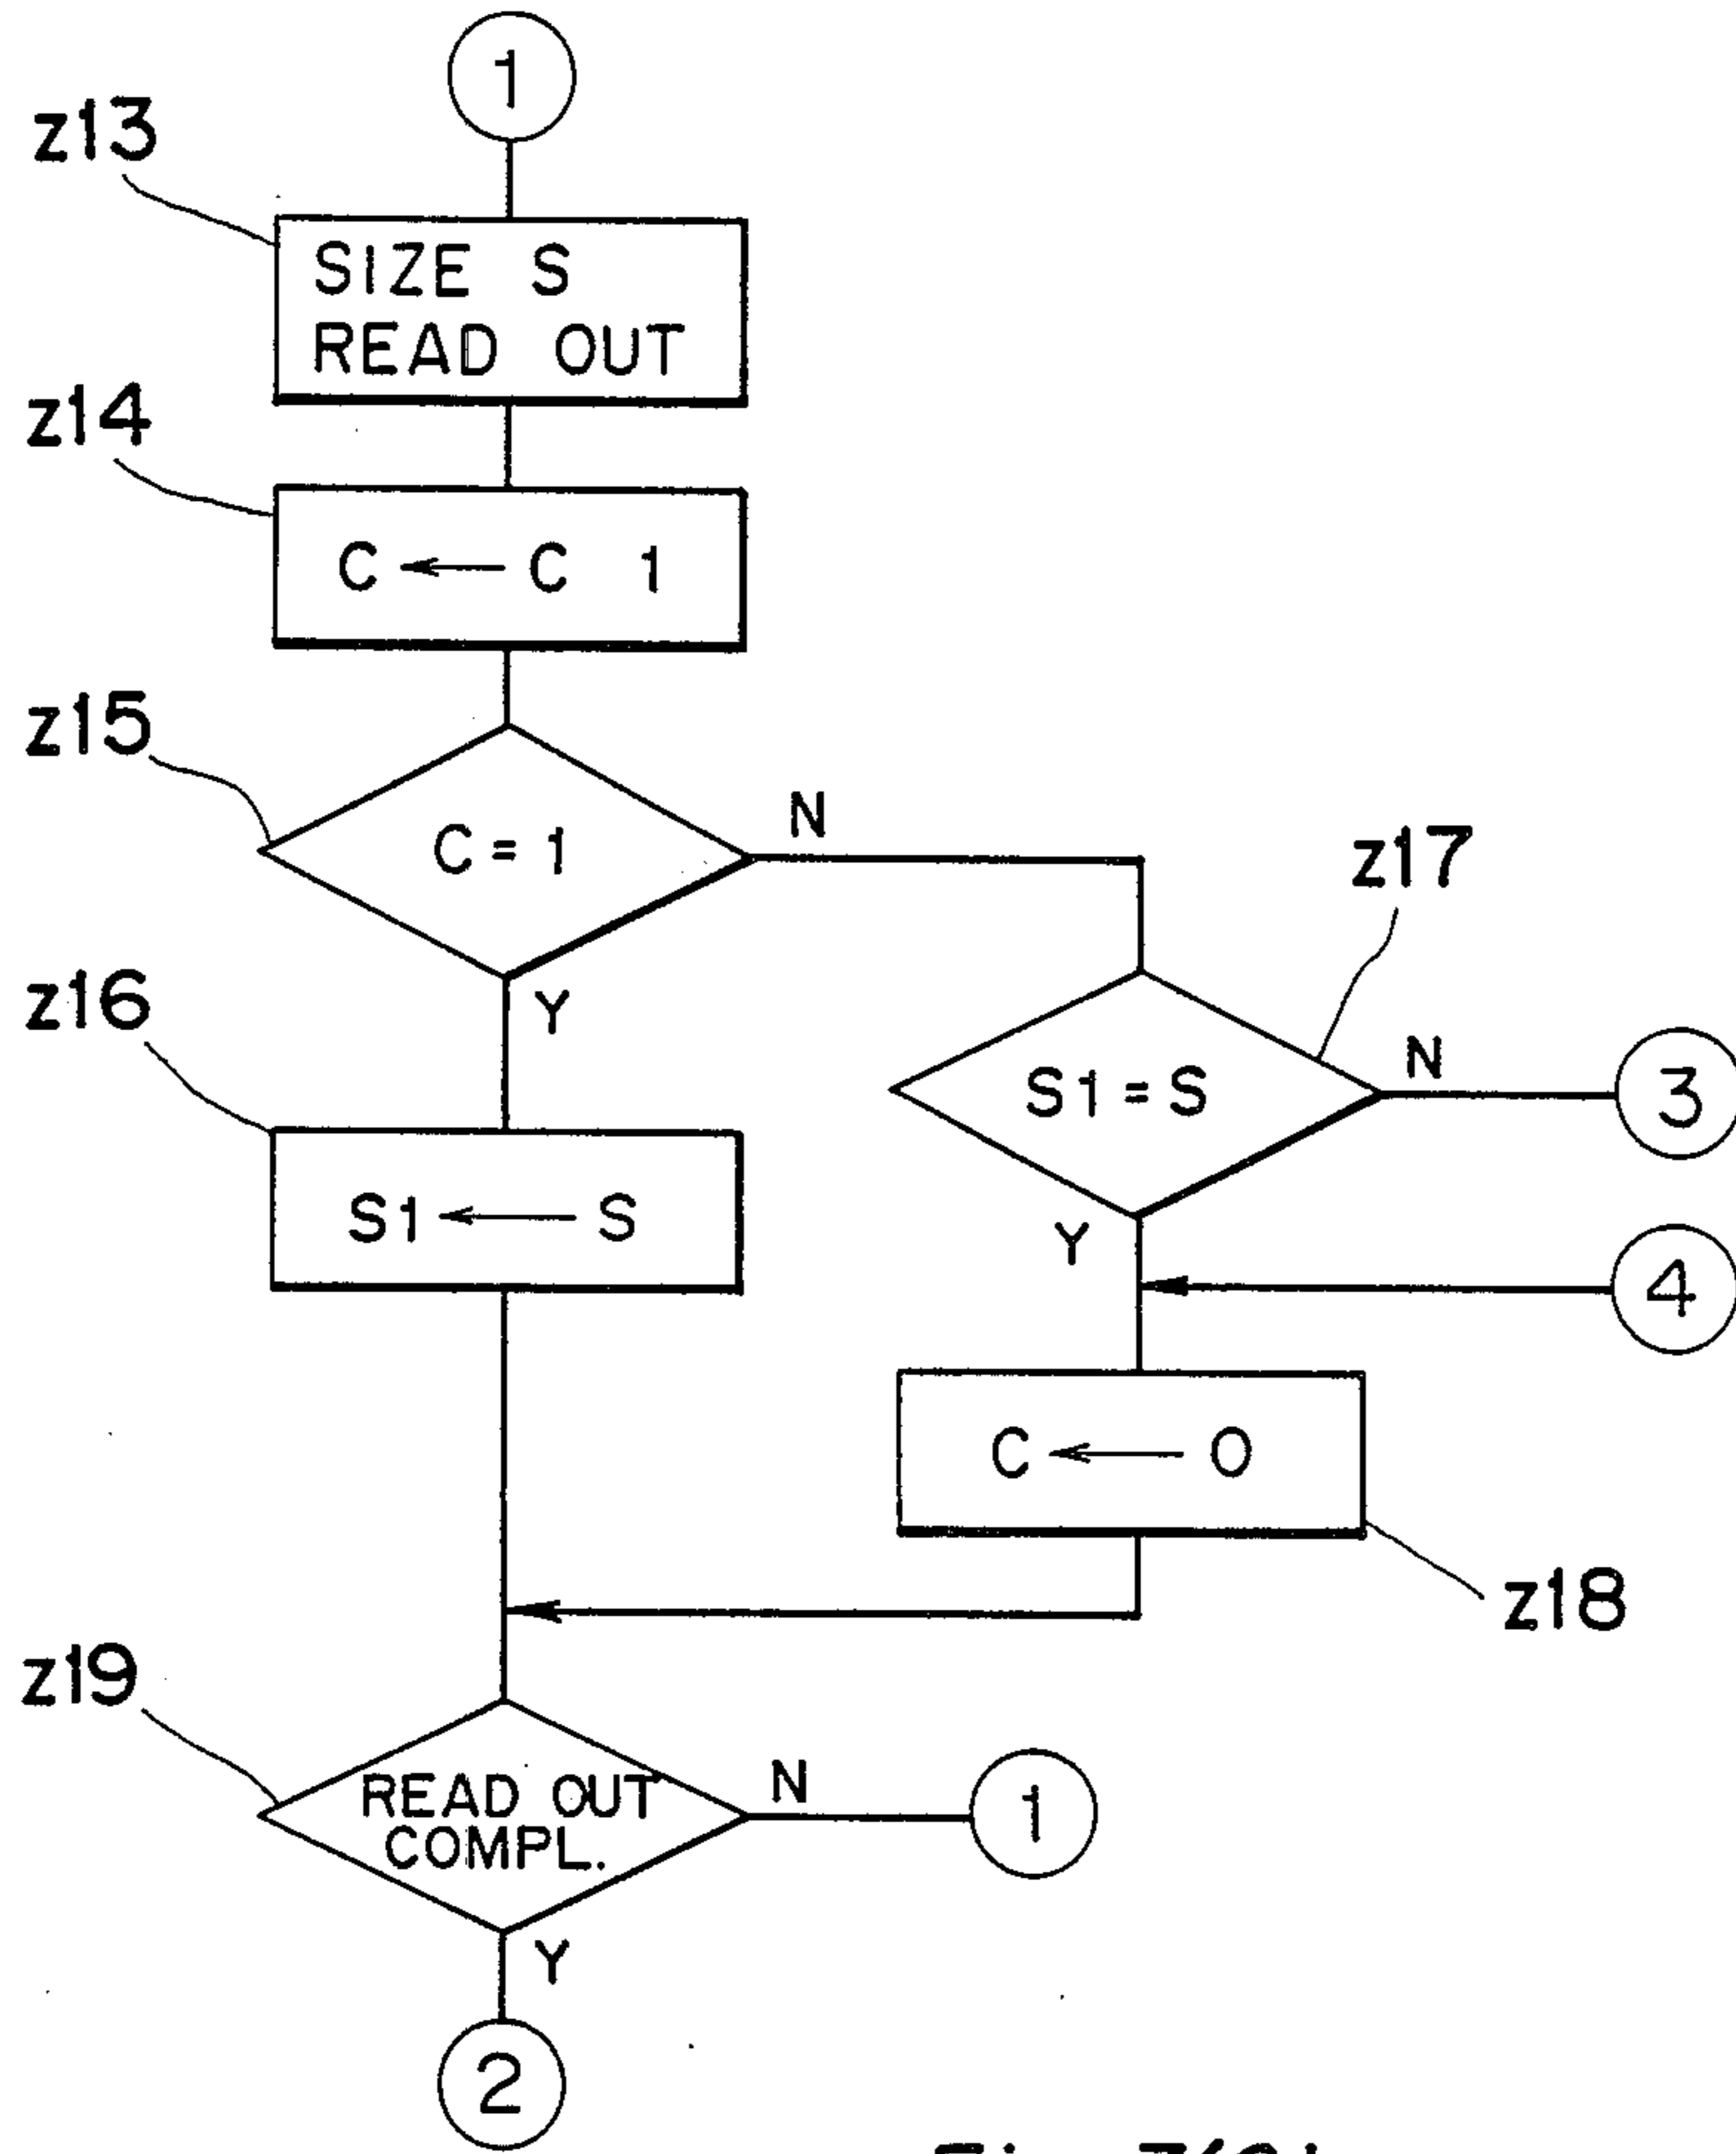 1
z13
SIZE S
READ OUT
z14
C ← C 1
z15
C = 1
N
Y
z17
S1 = S
N
3
Y
4
z16
S1 ← S
C ← 0
z18
z19
READ OUT
COMPL.
N
1
Y
2